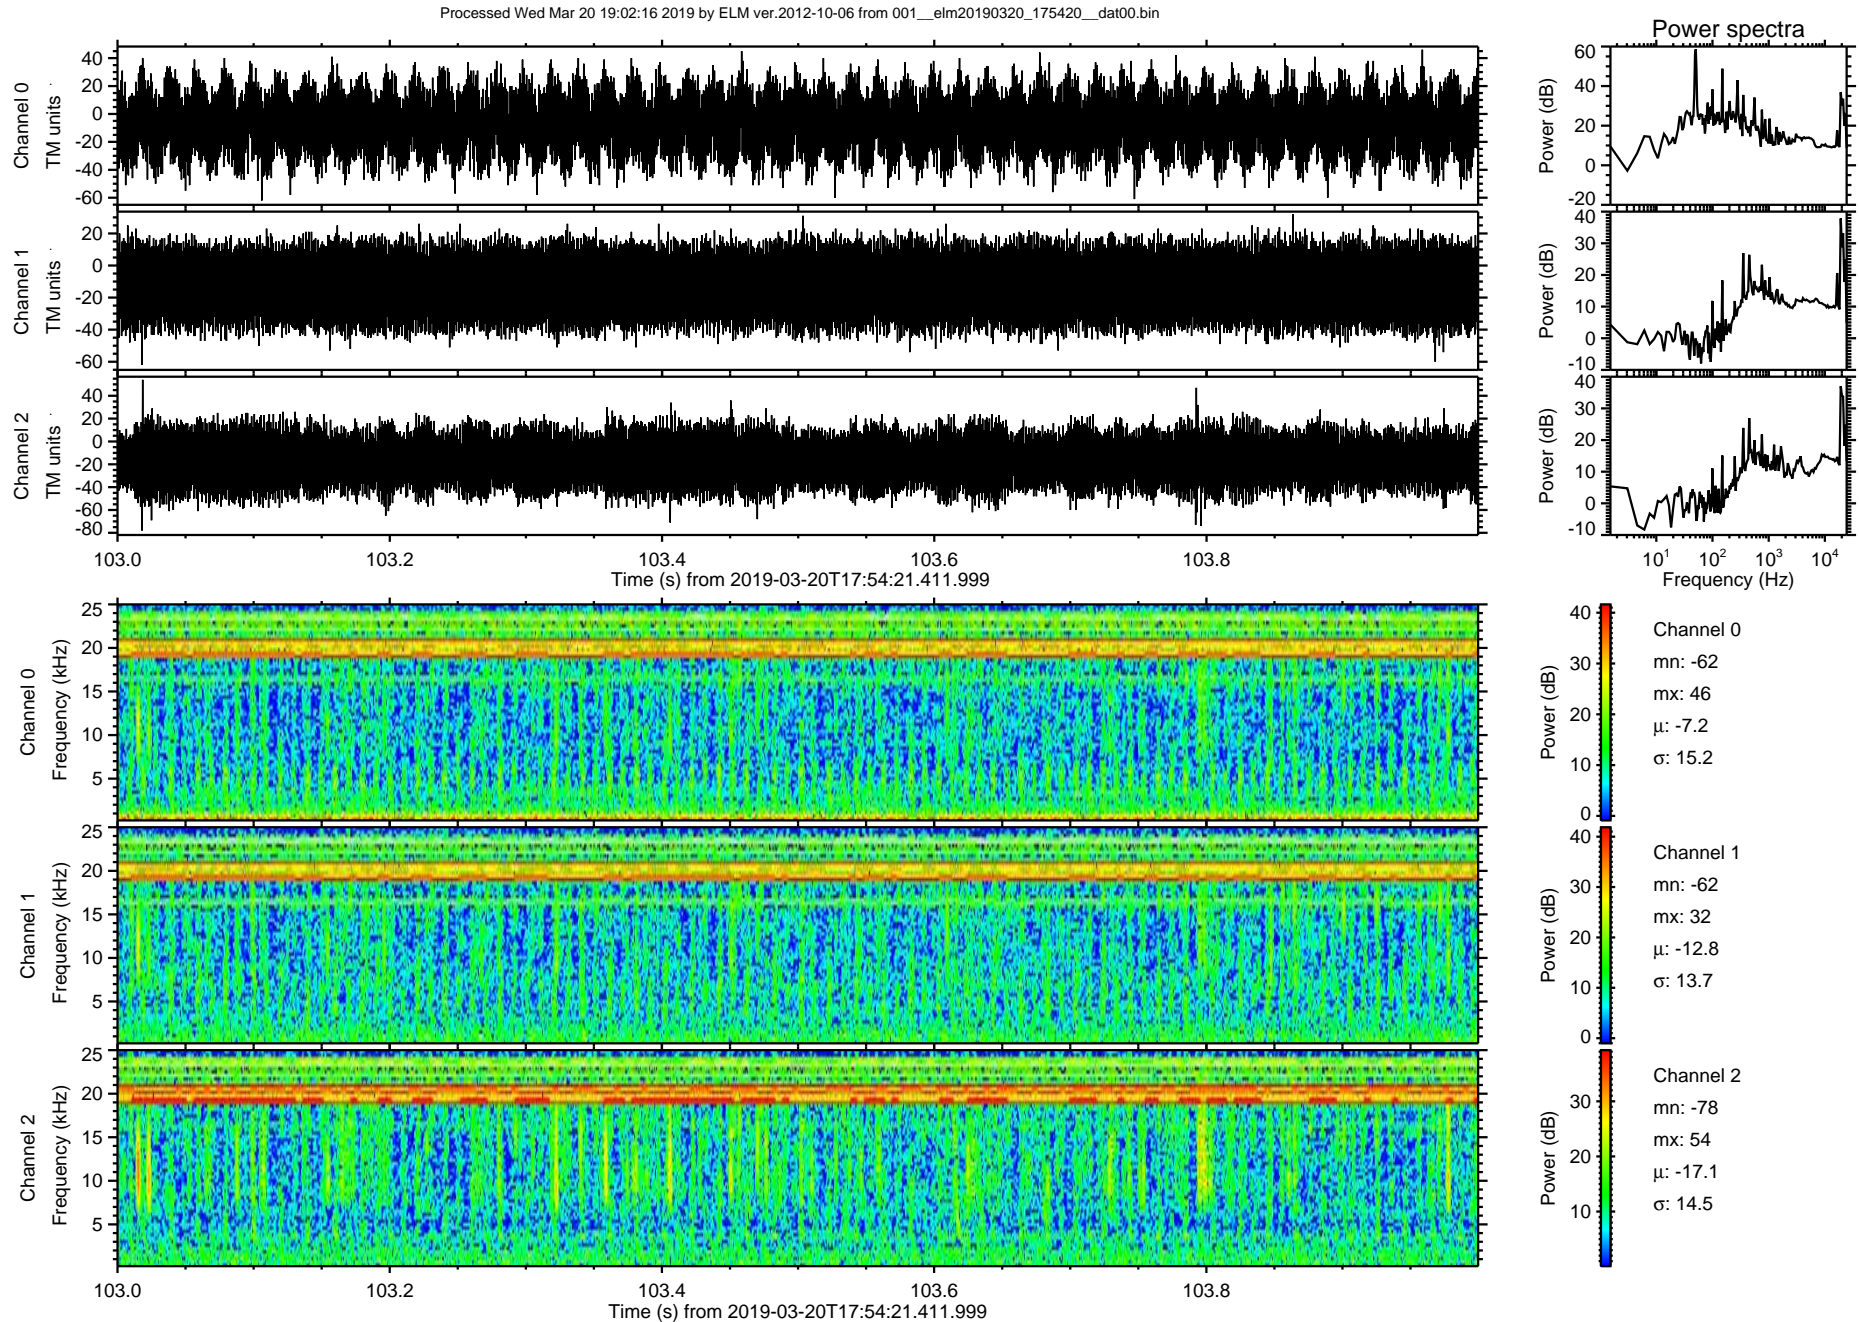 Processed Wed Mar 20 19:02:16 2019 by ELM ver.2012-10-06 from 001__elm20190320_175420__dat00.bin
Power spectra
Channel 0
TM units
40
20
0
-20
-40
-60
Power (dB)
60
40
20
0
-20
Channel 1
TM units
20
0
-20
-40
-60
Power (dB)
40
30
20
10
0
-10
Channel 2
TM units
40
20
0
-20
-40
-60
-80
Power (dB)
40
30
20
10
0
-10
103.0 103.2 103.4 103.6 103.8
Time (s) from 2019-03-20T17:54:21.411.999
10¹ 10² 10³ 10⁴
Frequency (Hz)
Channel 0
Frequency (kHz)
25
20
15
10
5
Power (dB)
40
30
20
10
0
Channel 0
mn: -62
mx: 46
μ: -7.2
σ: 15.2
Channel 1
Frequency (kHz)
25
20
15
10
5
Power (dB)
40
30
20
10
0
Channel 1
mn: -62
mx: 32
μ: -12.8
σ: 13.7
Channel 2
Frequency (kHz)
25
20
15
10
5
Power (dB)
30
20
10
Channel 2
mn: -78
mx: 54
μ: -17.1
σ: 14.5
103.0 103.2 103.4 103.6 103.8
Time (s) from 2019-03-20T17:54:21.411.999